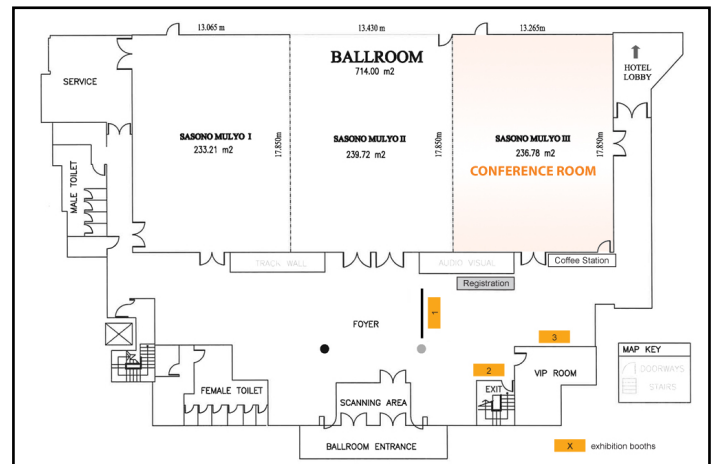 13.065 m
13.430 m
13.265m
BALLROOM
714.00 m2
HOTEL
LOBBY
SERVICE
SASONO MULYO I
233.21 m2
17.850m
SASONO MULYO II
239.72 m2
17.850m
SASONO MULYO III
236.78 m2
17.850m
CONFERENCE ROOM
MALE TOILET
TRACK WALL
AUDIO VISUAL
Coffee Station
Registration
1
FOYER
3
MAP KEY
DOORWAYS
STAIRS
2
EXIT
VIP ROOM
FEMALE TOILET
SCANNING AREA
BALLROOM ENTRANCE
X exhibition booths